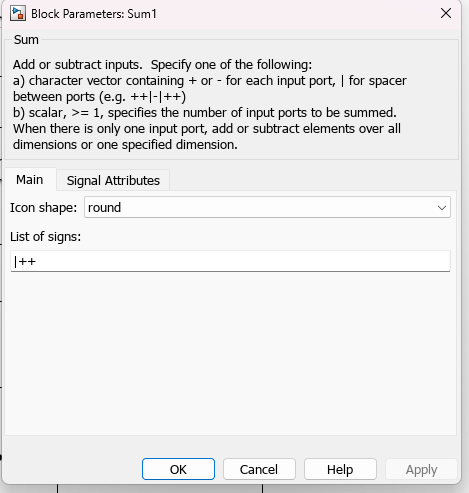 Block Parameters: Sum1
Sum
Add or subtract inputs.  Specify one of the following:
a) character vector containing + or - for each input port, | for spacer
between ports (e.g. ++|-|++)
b) scalar, >= 1, specifies the number of input ports to be summed.
When there is only one input port, add or subtract elements over all
dimensions or one specified dimension.
Main
Signal Attributes
Icon shape: round
List of signs:
|++
OK
Cancel
Help
Apply